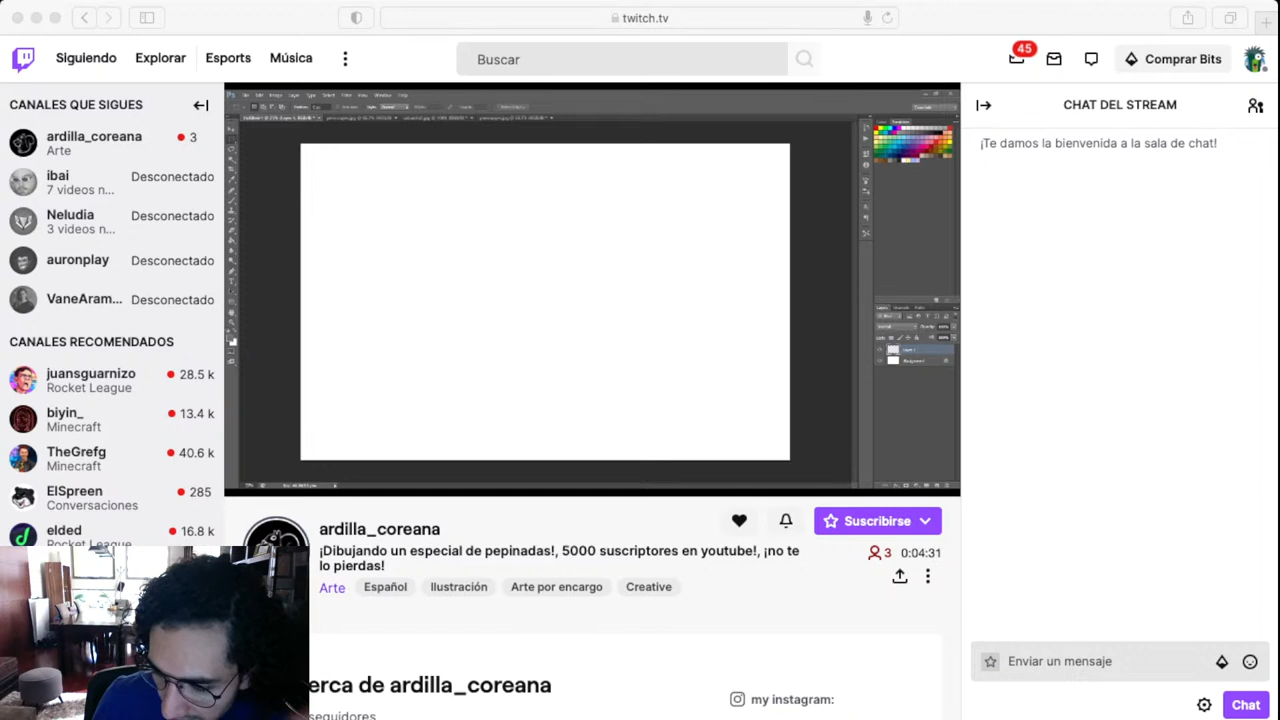 twitch.tv
Siguiendo
Explorar
Esports
Música
Buscar
45
Comprar Bits
CANALES QUE SIGUES
ardilla_coreana
3
Arte
ibai
Desconectado
7 videos n...
Neludia
Desconectado
3 videos n...
auronplay
Desconectado
VaneAram...
Desconectado
CANALES RECOMENDADOS
juansguarnizo
28.5 k
Rocket League
biyin_
13.4 k
Minecraft
TheGrefg
40.6 k
Minecraft
ElSpreen
285
Conversaciones
elded
16.8 k
Rocket League
ardilla_coreana
Suscribirse
¡Dibujando un especial de pepinadas!, 5000 suscriptores en youtube!, ¡no te
lo pierdas!
3
0:04:31
Arte
Español
Ilustración
Arte por encargo
Creative
erca de ardilla_coreana
seguidores
my instagram:
CHAT DEL STREAM
¡Te damos la bienvenida a la sala de chat!
Enviar un mensaje
Chat